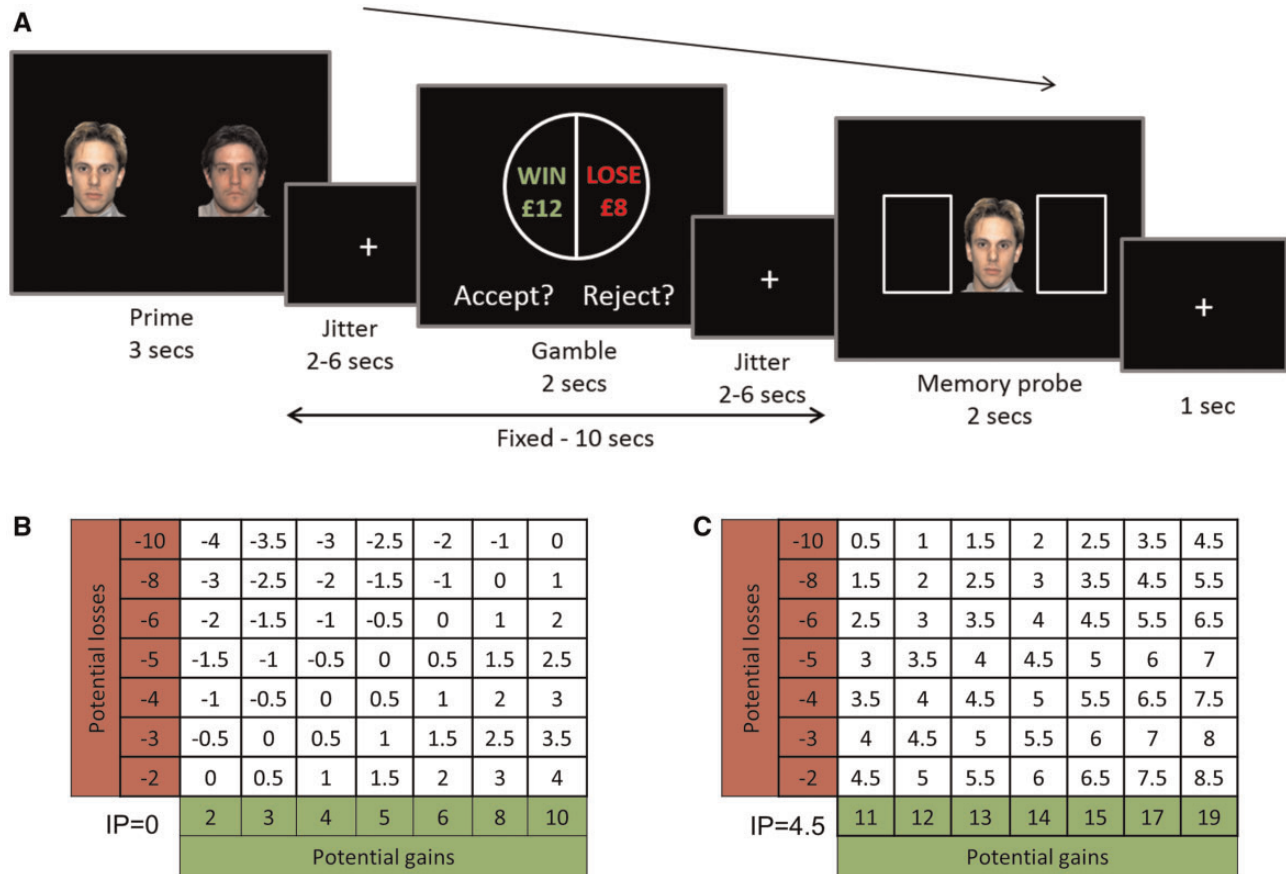 A
WIN LOSE
£12 £8
Accept? Reject?
+
+
+
Prime
3 secs
Jitter
2-6 secs
Gamble
2 secs
Jitter
2-6 secs
Memory probe
2 secs
1 sec
Fixed - 10 secs
B
Potential losses
-10 -4 -3.5 -3 -2.5 -2 -1 0
-8 -3 -2.5 -2 -1.5 -1 0 1
-6 -2 -1.5 -1 -0.5 0 1 2
-5 -1.5 -1 -0.5 0 0.5 1.5 2.5
-4 -1 -0.5 0 0.5 1 2 3
-3 -0.5 0 0.5 1 1.5 2.5 3.5
-2 0 0.5 1 1.5 2 3 4
IP=0 2 3 4 5 6 8 10
Potential gains
C
Potential losses
-10 0.5 1 1.5 2 2.5 3.5 4.5
-8 1.5 2 2.5 3 3.5 4.5 5.5
-6 2.5 3 3.5 4 4.5 5.5 6.5
-5 3 3.5 4 4.5 5 6 7
-4 3.5 4 4.5 5 5.5 6.5 7.5
-3 4 4.5 5 5.5 6 7 8
-2 4.5 5 5.5 6 6.5 7.5 8.5
IP=4.5 11 12 13 14 15 17 19
Potential gains